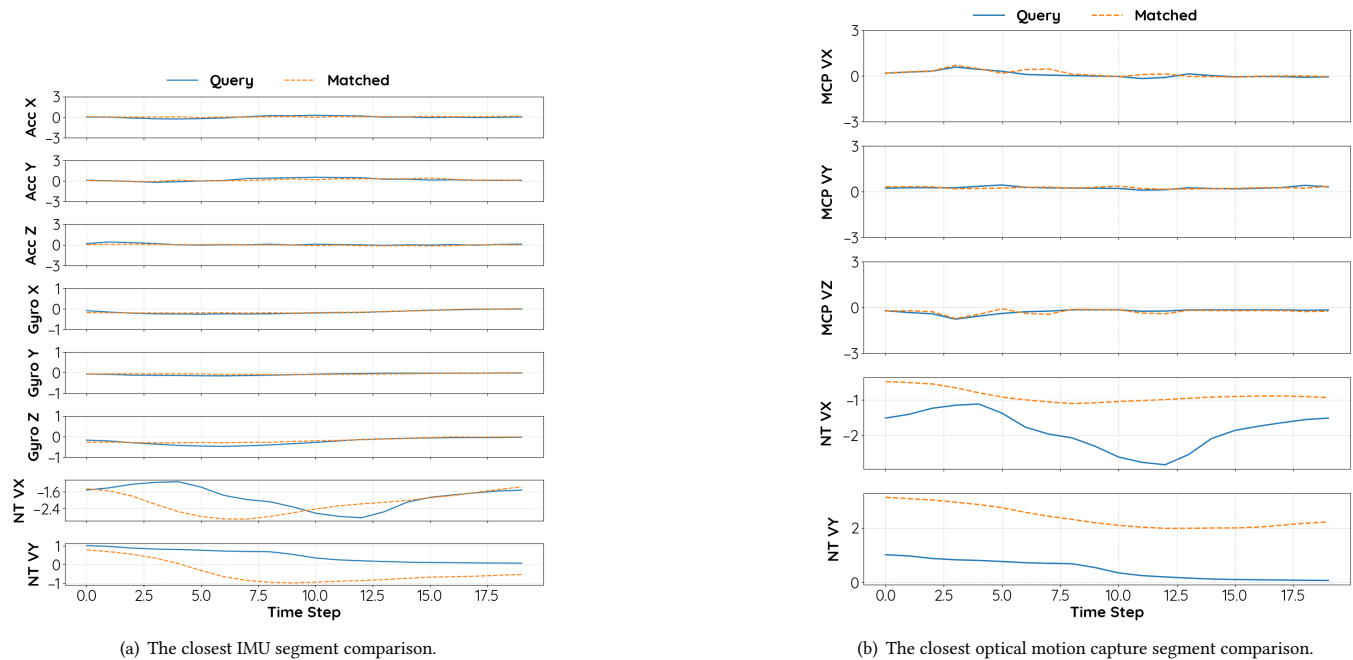 Query Matched
Acc X
3
0
−3
Acc Y
3
0
−3
Acc Z
3
0
−3
Gyro X
1
0
−1
Gyro Y
1
0
−1
Gyro Z
1
0
−1
NT VX
−1.6
−2.4
NT VY
1
0
−1
0.0 2.5 5.0 7.5 10.0 12.5 15.0 17.5
Time Step
(a) The closest IMU segment comparison.
Query Matched
MCP VX
3
0
−3
MCP VY
3
0
−3
MCP VZ
3
0
−3
NT VX
−1
−2
NT VY
2
0
0.0 2.5 5.0 7.5 10.0 12.5 15.0 17.5
Time Step
(b) The closest optical motion capture segment comparison.